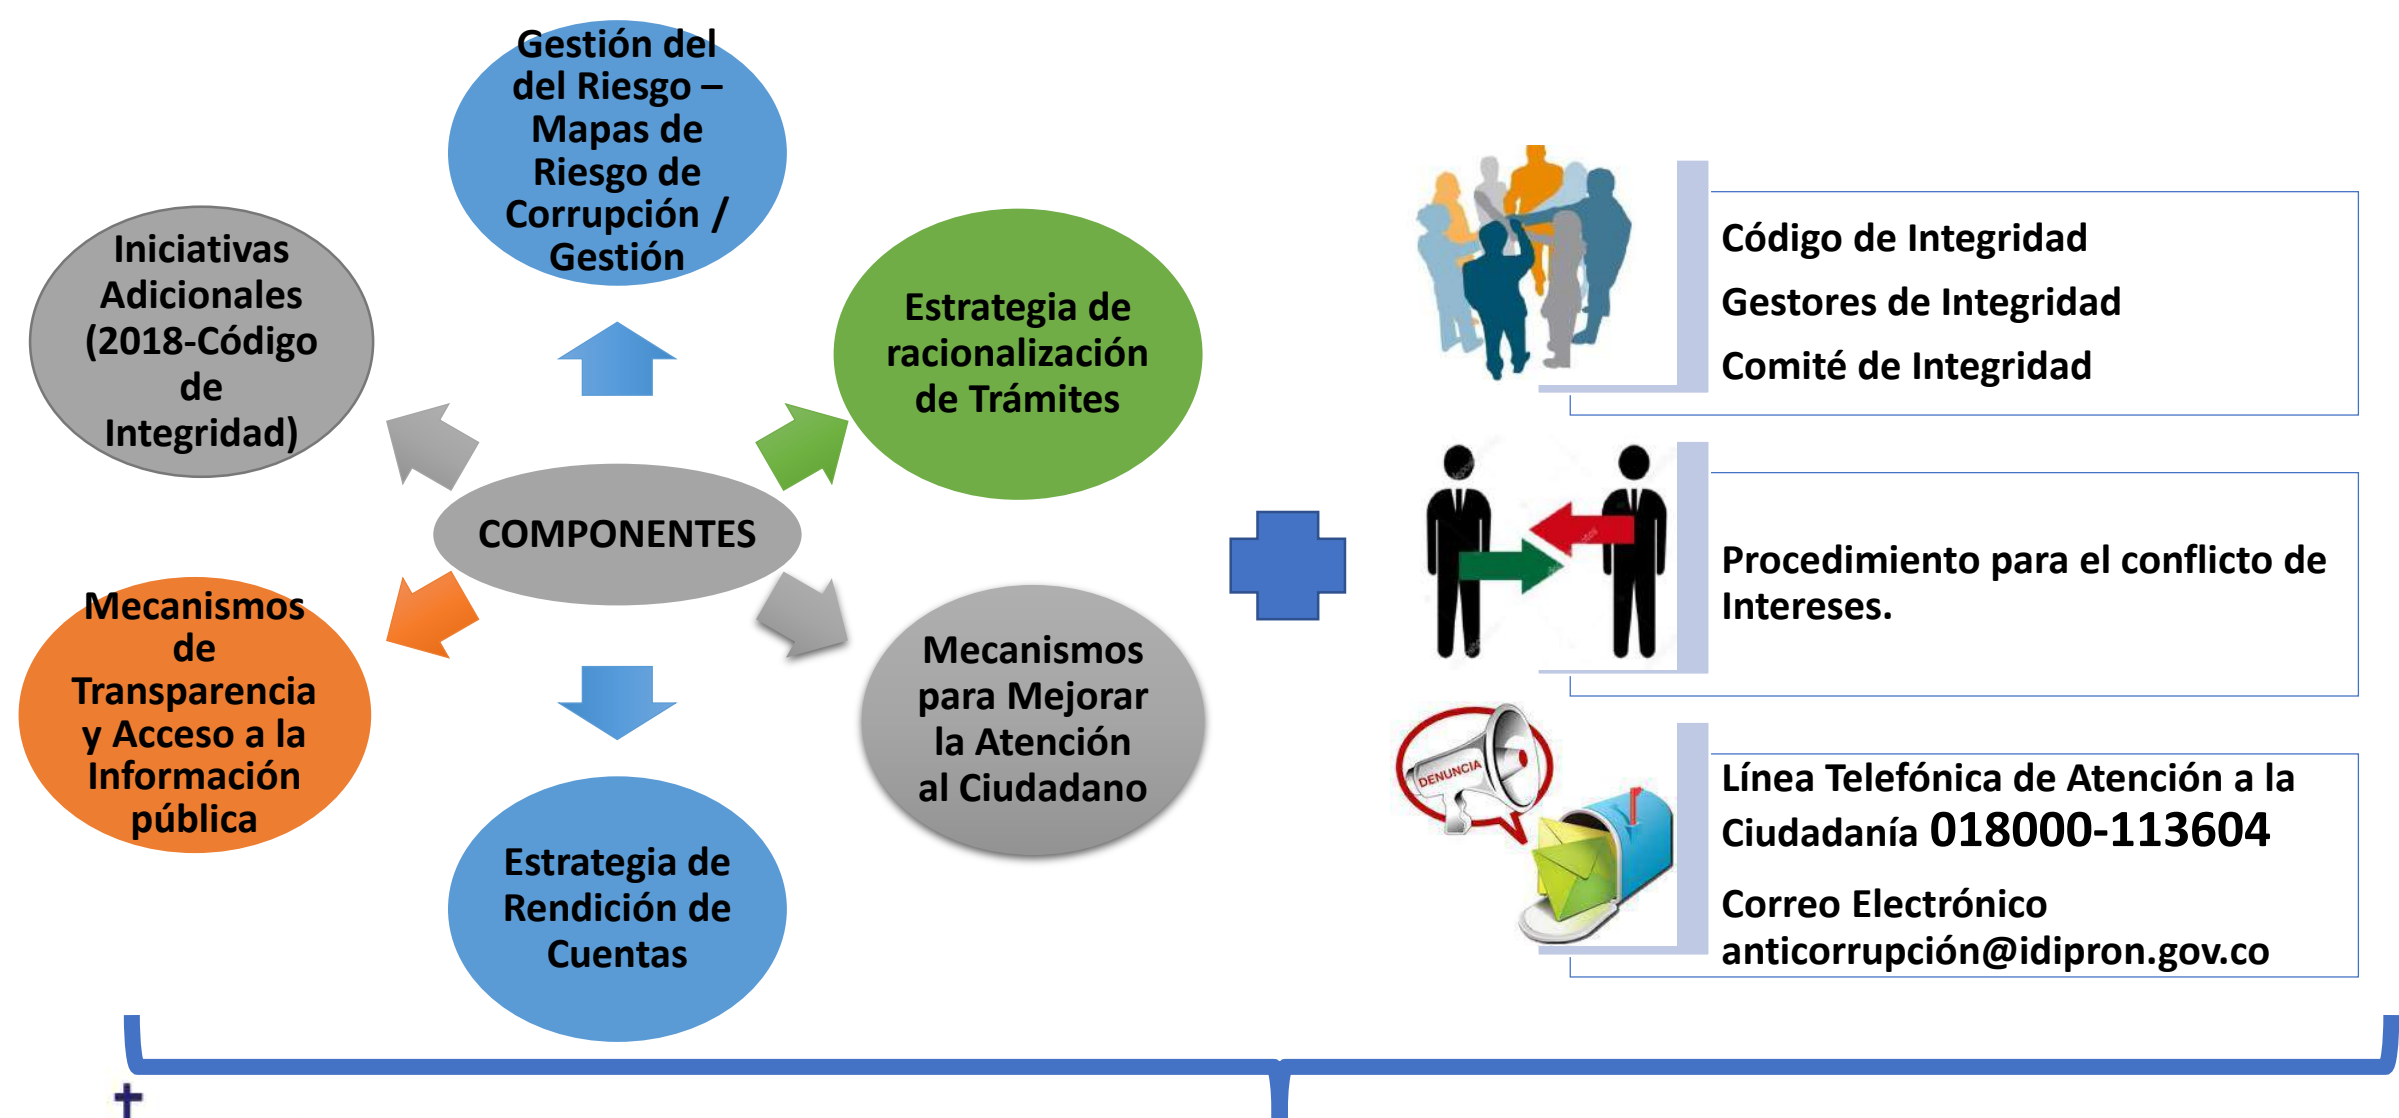 Gestión del
del Riesgo –
Mapas de
Riesgo de
Corrupción /
Gestión
Iniciativas
Adicionales
(2018-Código
de
Integridad)
Estrategia de
racionalización
de Trámites
COMPONENTES
Mecanismos
de
Transparencia
y Acceso a la
Información
pública
Mecanismos
para Mejorar
la Atención
al Ciudadano
Estrategia de
Rendición de
Cuentas
Código de Integridad
Gestores de Integridad
Comité de Integridad
Procedimiento para el conflicto de
Intereses.
DENUNCIA
Línea Telefónica de Atención a la
Ciudadanía 018000-113604
Correo Electrónico
anticorrupción@idipron.gov.co